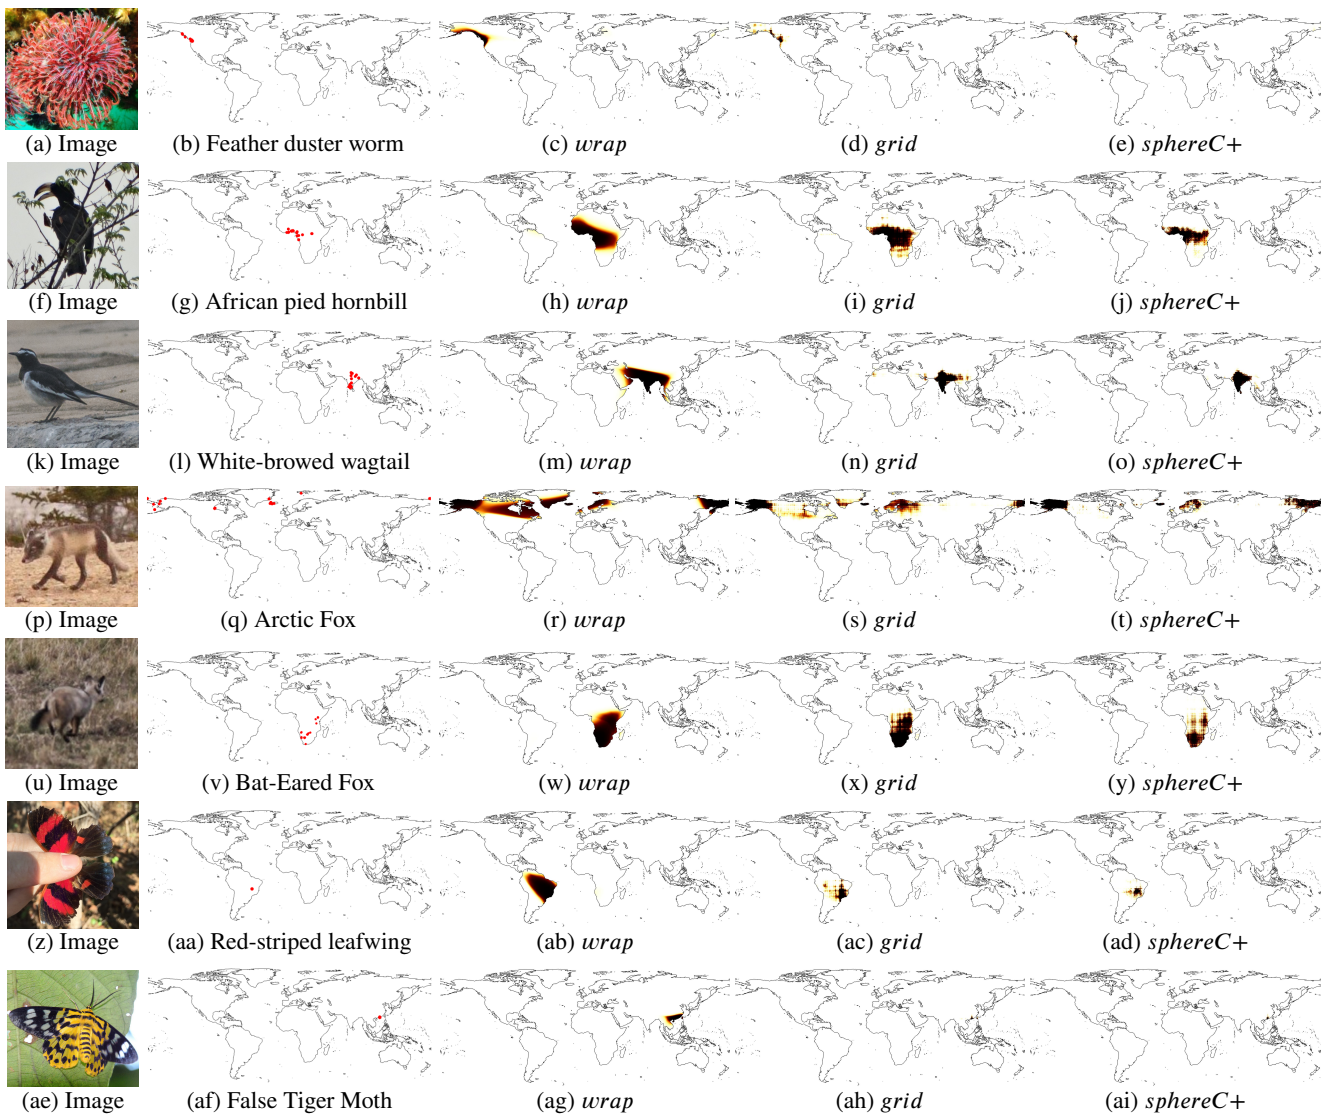 (a) Image (b) Feather duster worm (c) wrap (d) grid (e) sphereC+
(f) Image (g) African pied hornbill (h) wrap (i) grid (j) sphereC+
(k) Image (l) White-browed wagtail (m) wrap (n) grid (o) sphereC+
(p) Image (q) Arctic Fox (r) wrap (s) grid (t) sphereC+
(u) Image (v) Bat-Eared Fox (w) wrap (x) grid (y) sphereC+
(z) Image (aa) Red-striped leafwing (ab) wrap (ac) grid (ad) sphereC+
(ae) Image (af) False Tiger Moth (ag) wrap (ah) grid (ai) sphereC+